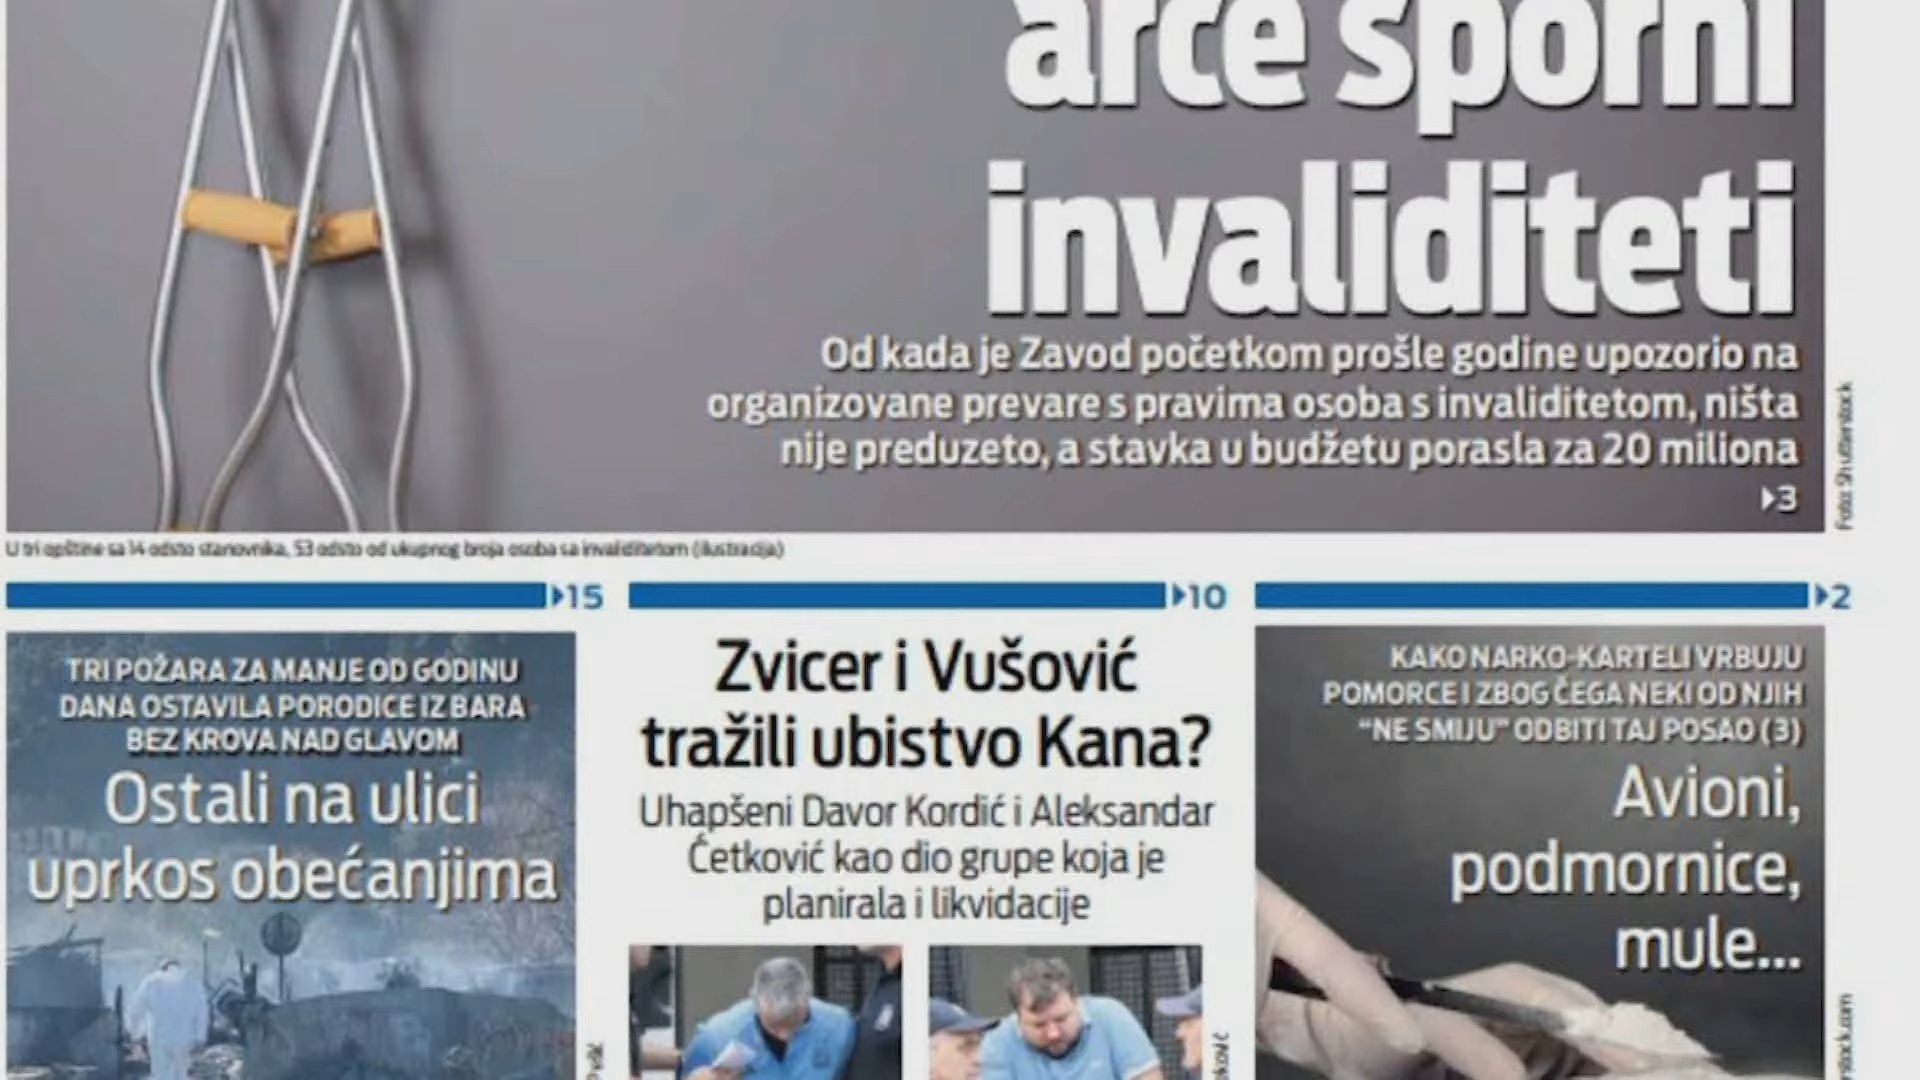 arče sporni
invaliditeti
Od kada je Zavod početkom prošle godine upozorio na
organizovane prevare s pravima osoba s invaliditetom, ništa
nije preduzeto, a stavka u budžetu porasla za 20 miliona
3
Foto: Shutterstock
U tri opštine sa 14 odsto stanovnika, 53 odsto od ukupnog broja osoba sa invaliditetom (ilustracija)
15
TRI POŽARA ZA MANJE OD GODINU
DANA OSTAVILA PORODICE IZ BARA
BEZ KROVA NAD GLAVOM
Ostali na ulici
uprkos obećanjima
10
Zvicer i Vušović
tražili ubistvo Kana?
Uhapšeni Davor Kordić i Aleksandar
Ćetković kao dio grupe koja je
planirala i likvidacije
2
KAKO NARKO-KARTELI VRBUJU
POMORCE I ZBOG ČEGA NEKI OD NJIH
“NE SMIJU” ODBITI TAJ POSAO (3)
Avioni,
podmornice,
mule...